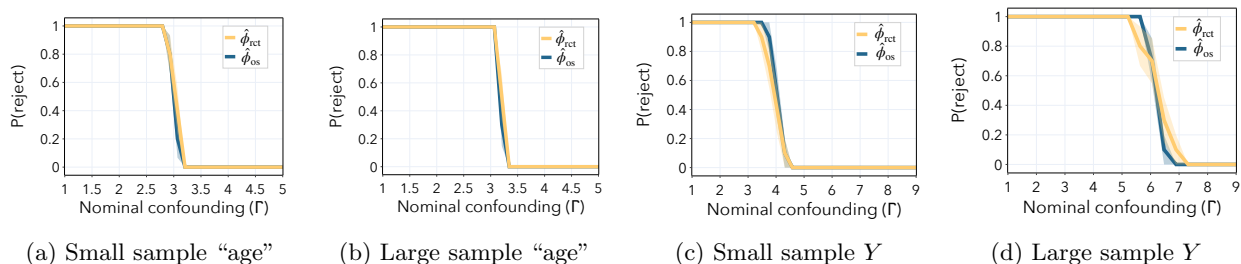 P(reject)
1
0.8
0.6
0.4
0.2
0
1 1.5 2 2.5 3 3.5 4 4.5 5
Nominal confounding (Γ)
ϕ̂rct
ϕ̂os
(a) Small sample “age”
P(reject)
1
0.8
0.6
0.4
0.2
0
1 1.5 2 2.5 3 3.5 4 4.5 5
Nominal confounding (Γ)
ϕ̂rct
ϕ̂os
(b) Large sample “age”
P(reject)
1
0.8
0.6
0.4
0.2
0
1 2 3 4 5 6 7 8 9
Nominal confounding (Γ)
ϕ̂rct
ϕ̂os
(c) Small sample Y
P(reject)
1
0.8
0.6
0.4
0.2
0
1 2 3 4 5 6 7 8 9
Nominal confounding (Γ)
ϕ̂rct
ϕ̂os
(d) Large sample Y